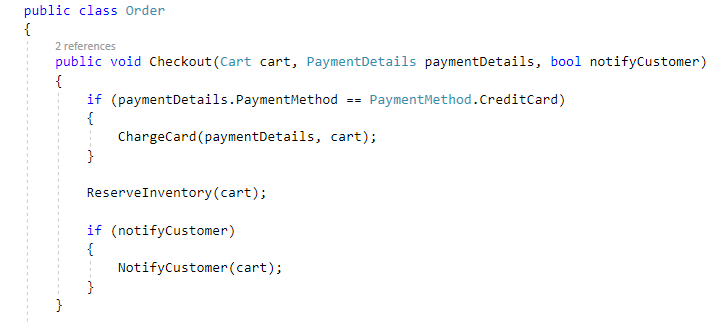 public class Order
{
2 references
public void Checkout(Cart cart, PaymentDetails paymentDetails, bool notifyCustomer)
{
if (paymentDetails.PaymentMethod == PaymentMethod.CreditCard)
{
ChargeCard(paymentDetails, cart);
}
ReserveInventory(cart);
if (notifyCustomer)
{
NotifyCustomer(cart);
}
}